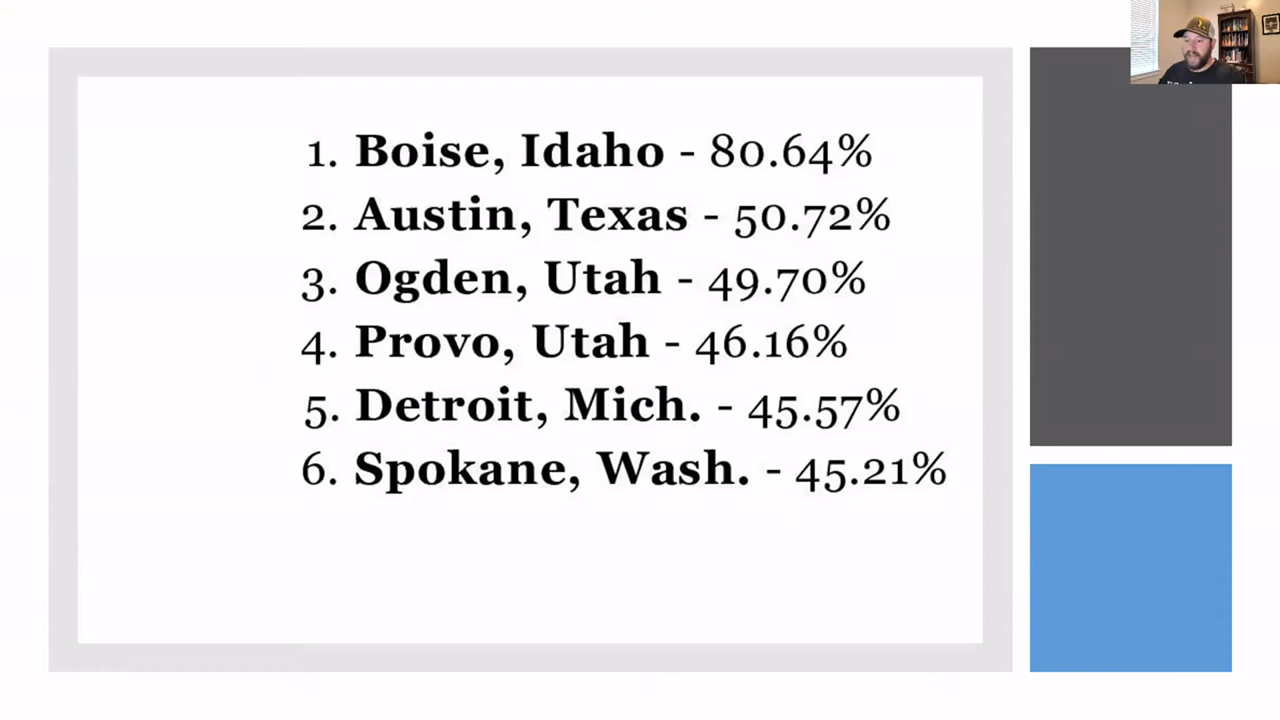 1. Boise, Idaho - 80.64%
2. Austin, Texas - 50.72%
3. Ogden, Utah - 49.70%
4. Provo, Utah - 46.16%
5. Detroit, Mich. - 45.57%
6. Spokane, Wash. - 45.21%